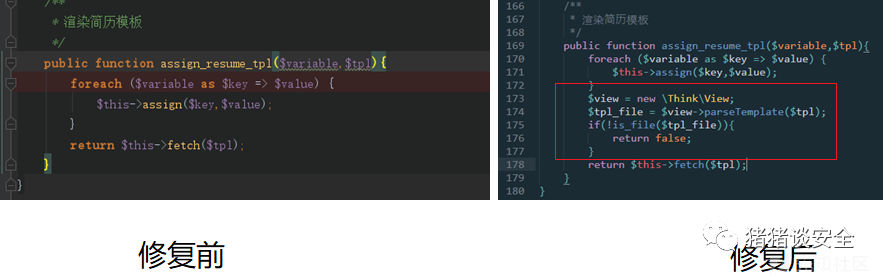 /**
* 渲染简历模板
*/
public function assign_resume_tpl($variable,$tpl){
foreach ($variable as $key => $value) {
$this->assign($key,$value);
}
return $this->fetch($tpl);
}
}
修复前
166 /**
167 * 渲染简历模板
168 */
169 public function assign_resume_tpl($variable,$tpl){
170 foreach ($variable as $key => $value) {
171 $this->assign($key,$value);
172 }
173 $view = new \Think\View;
174 $tpl_file = $view->parseTemplate($tpl);
175 if(!is_file($tpl_file)){
176 return false;
177 }
178 return $this->fetch($tpl);
179 }
180 }
猪猪谈安全
修复后